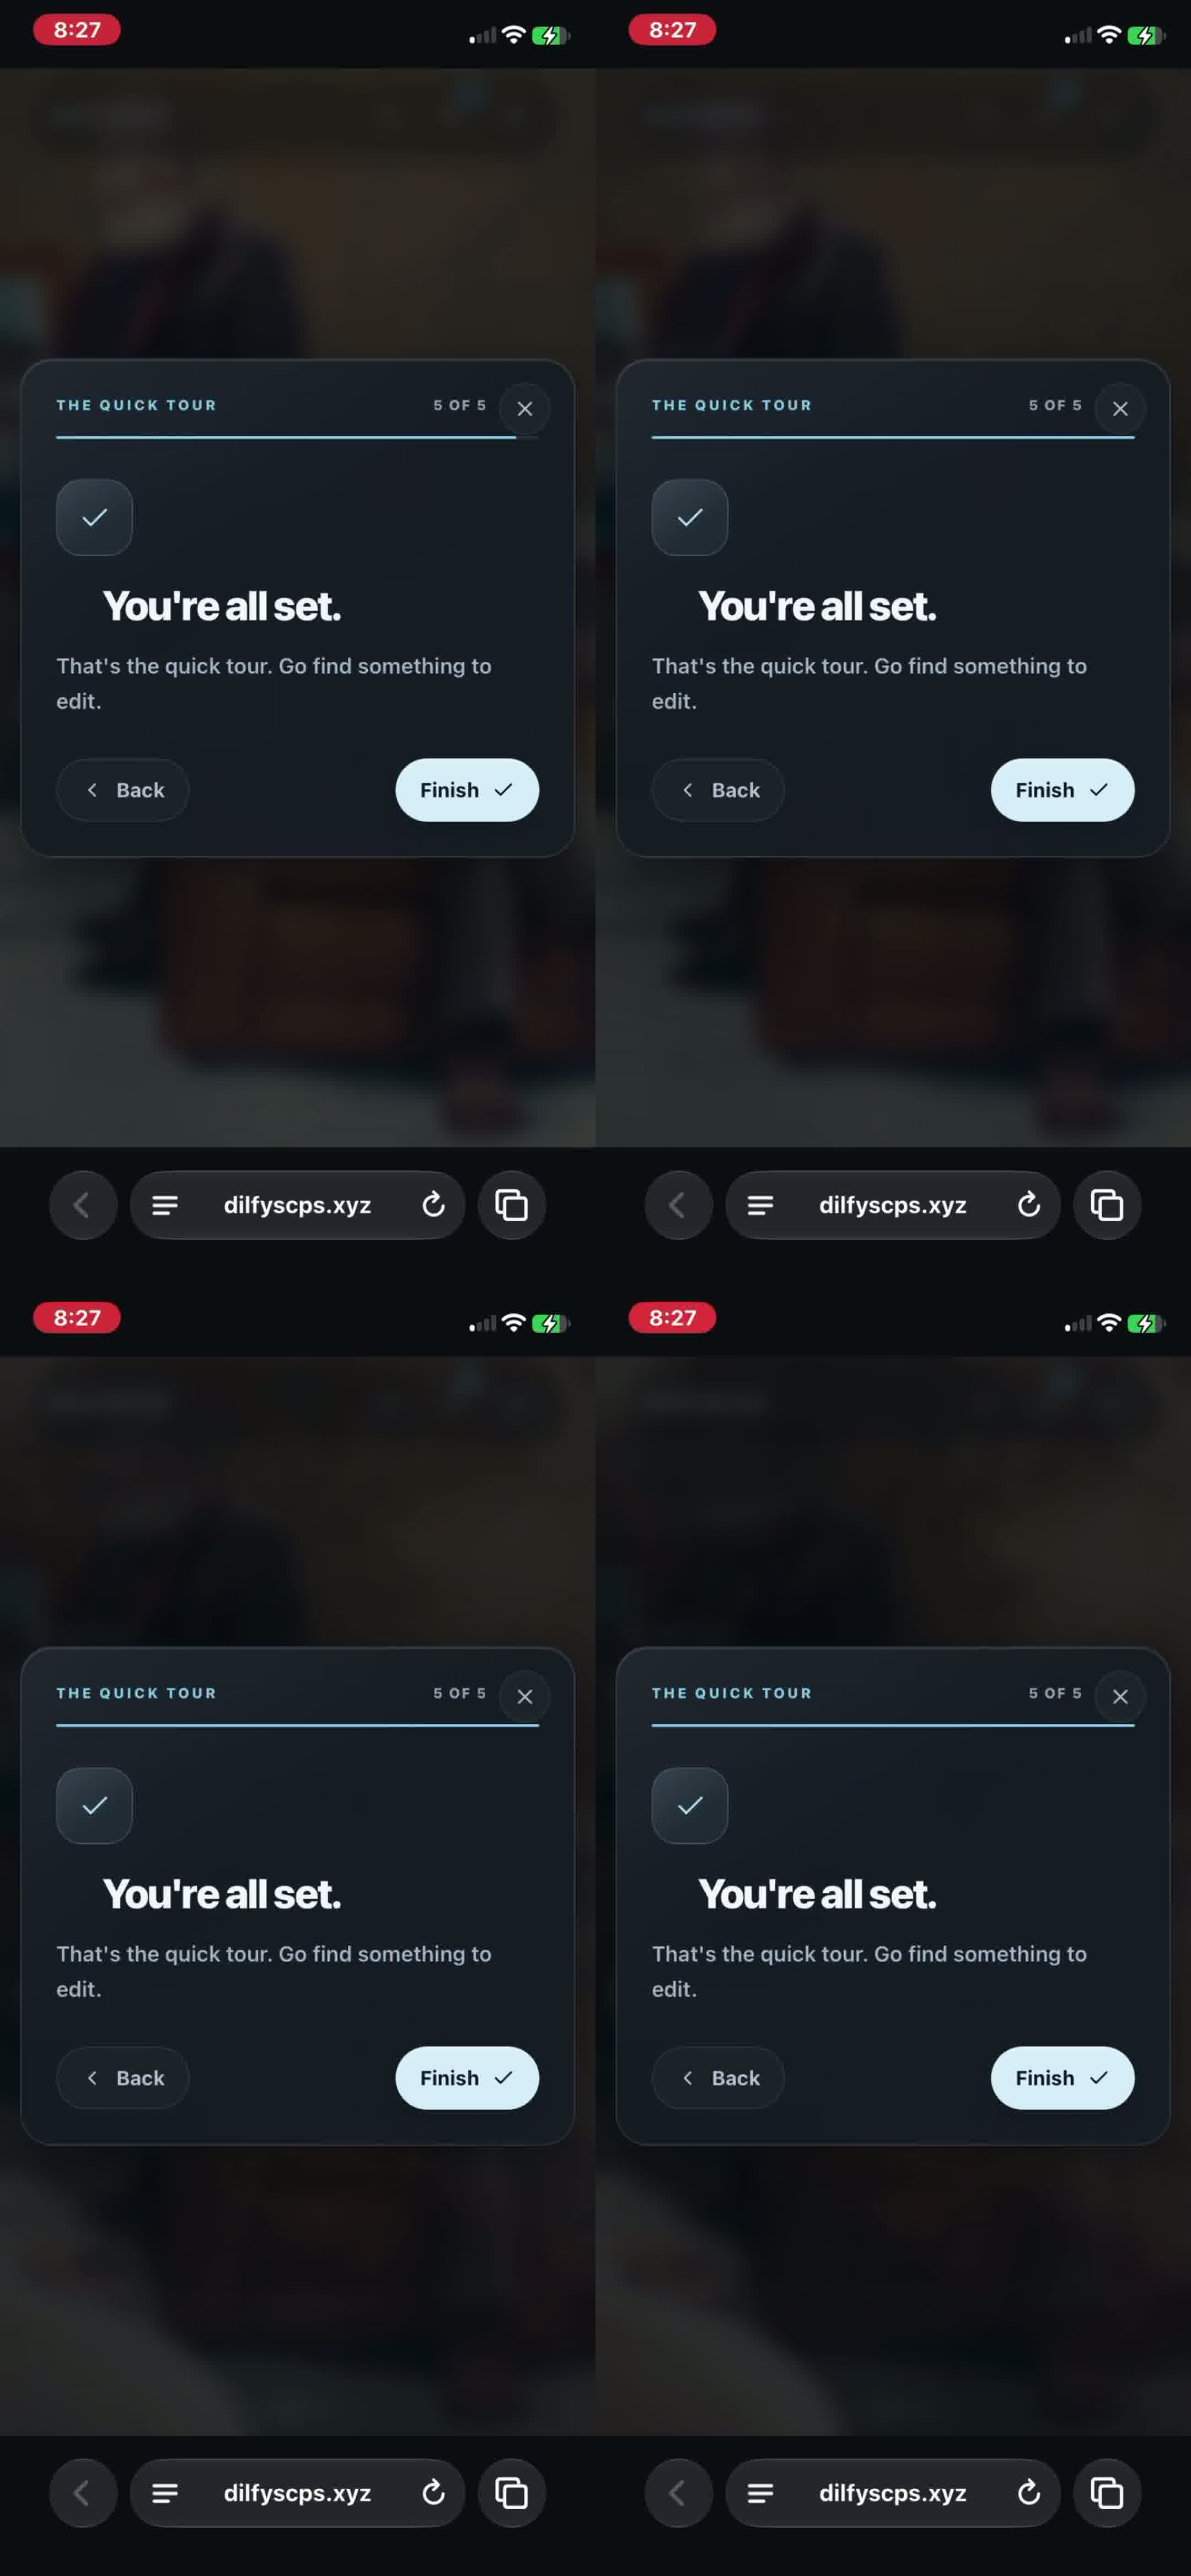 8:27
THE QUICK TOUR 5 OF 5
You're all set.
That's the quick tour. Go find something to
edit.
Back Finish
dilfyscps.xyz
8:27
THE QUICK TOUR 5 OF 5
You're all set.
That's the quick tour. Go find something to
edit.
Back Finish
dilfyscps.xyz
8:27
THE QUICK TOUR 5 OF 5
You're all set.
That's the quick tour. Go find something to
edit.
Back Finish
dilfyscps.xyz
8:27
THE QUICK TOUR 5 OF 5
You're all set.
That's the quick tour. Go find something to
edit.
Back Finish
dilfyscps.xyz